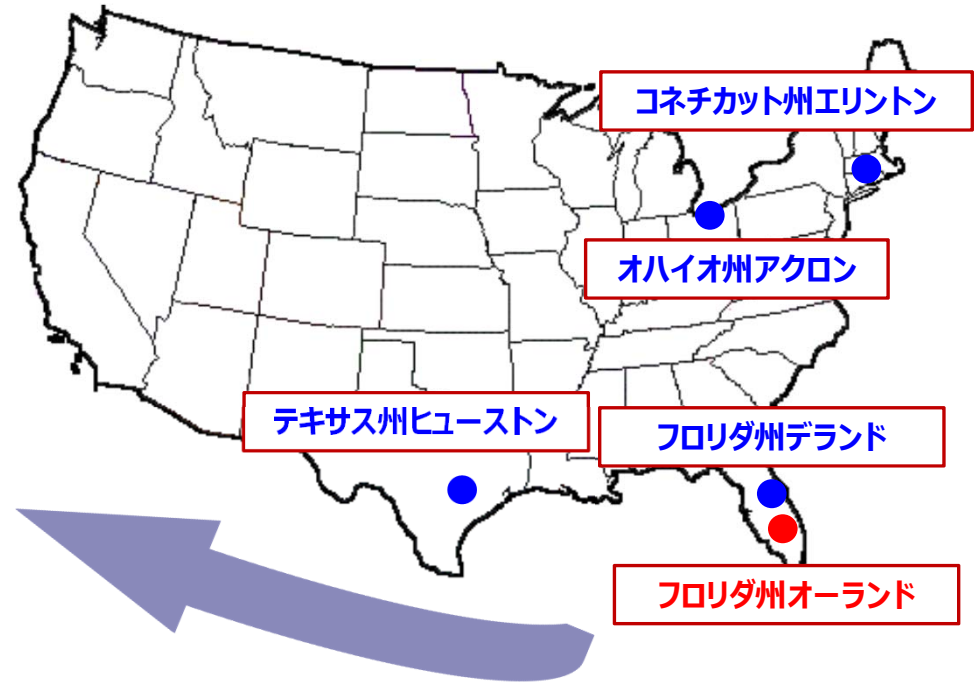 コネチカット州エリントン
オハイオ州アクロン
テキサス州ヒューストン
フロリダ州デランド
フロリダ州オーランド